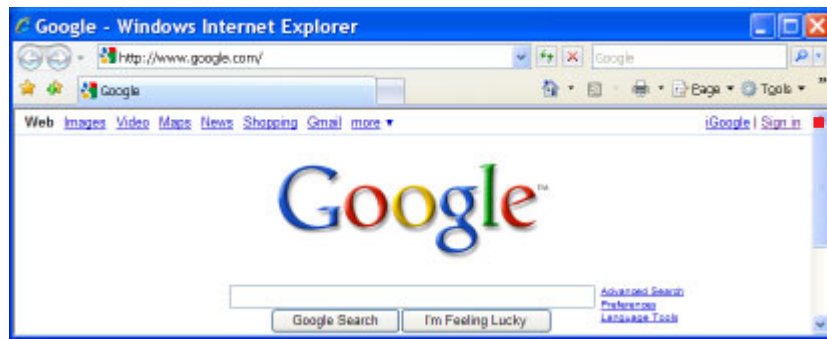 Google - Windows Internet Explorer
http://www.google.com/ Google
Google Page Tools »
Web Images Video Maps News Shopping Gmail more ▼ iGoogle | Sign in
Google™
Advanced Search
Preferences
Language Tools
Google Search I'm Feeling Lucky